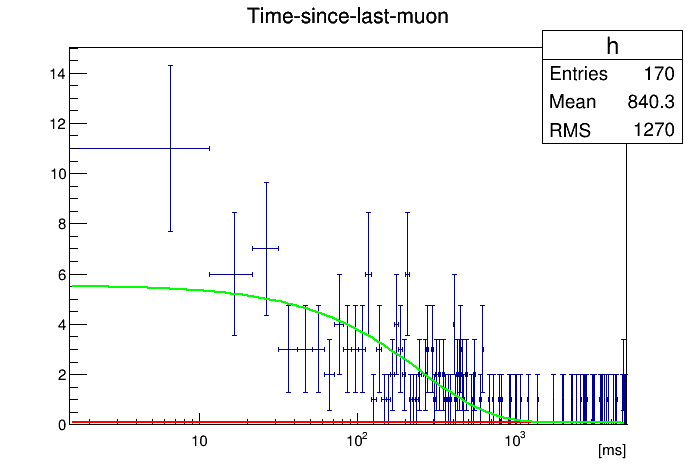 Time-since-last-muon
h
Entries 170
Mean 840.3
RMS 1270
14
12
10
8
6
4
2
0
10
10²
10³
[ms]